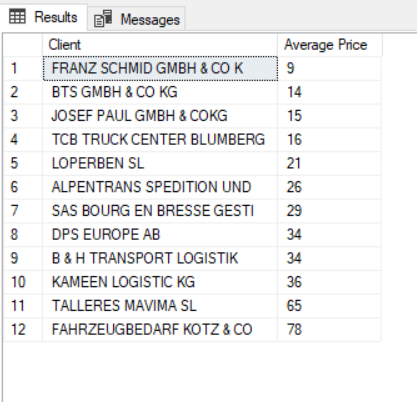 Results Messages
Client Average Price
1 FRANZ SCHMID GMBH & CO K 9
2 BTS GMBH & CO KG 14
3 JOSEF PAUL GMBH & COKG 15
4 TCB TRUCK CENTER BLUMBERG 16
5 LOPERBEN SL 21
6 ALPENTRANS SPEDITION UND 26
7 SAS BOURG EN BRESSE GESTI 29
8 DPS EUROPE AB 34
9 B & H TRANSPORT LOGISTIK 34
10 KAMEEN LOGISTIC KG 36
11 TALLERES MAVIMA SL 65
12 FAHRZEUGBEDARF KOTZ & CO 78